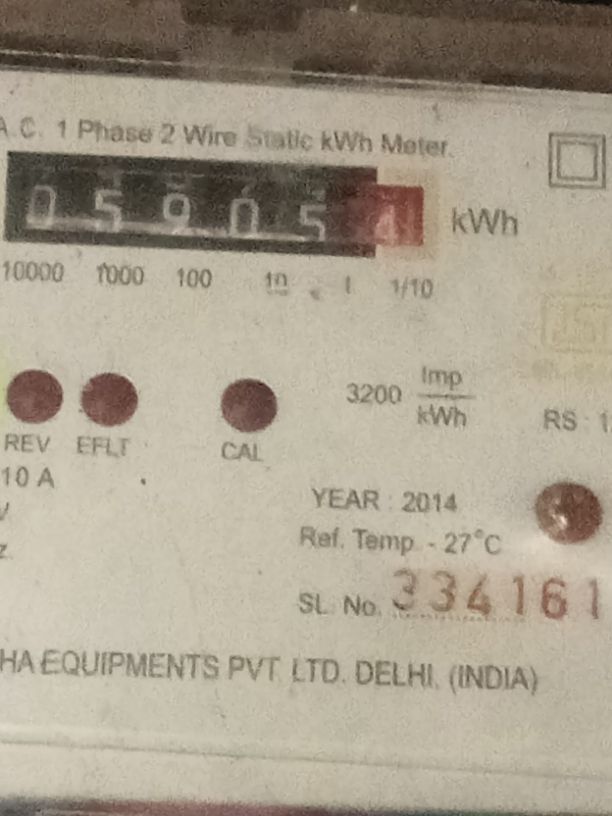 A.C. 1 Phase 2 Wire Static kWh Meter.
0 5 9 0 5 4 kWh
10000 1000 100 10 1 1/10
3200 Imp/kWh
REV EFLT CAL
RS : 1
10 A
YEAR : 2014
Ref. Temp. - 27°C
SL. No. 334161
HA EQUIPMENTS PVT. LTD. DELHI. (INDIA)